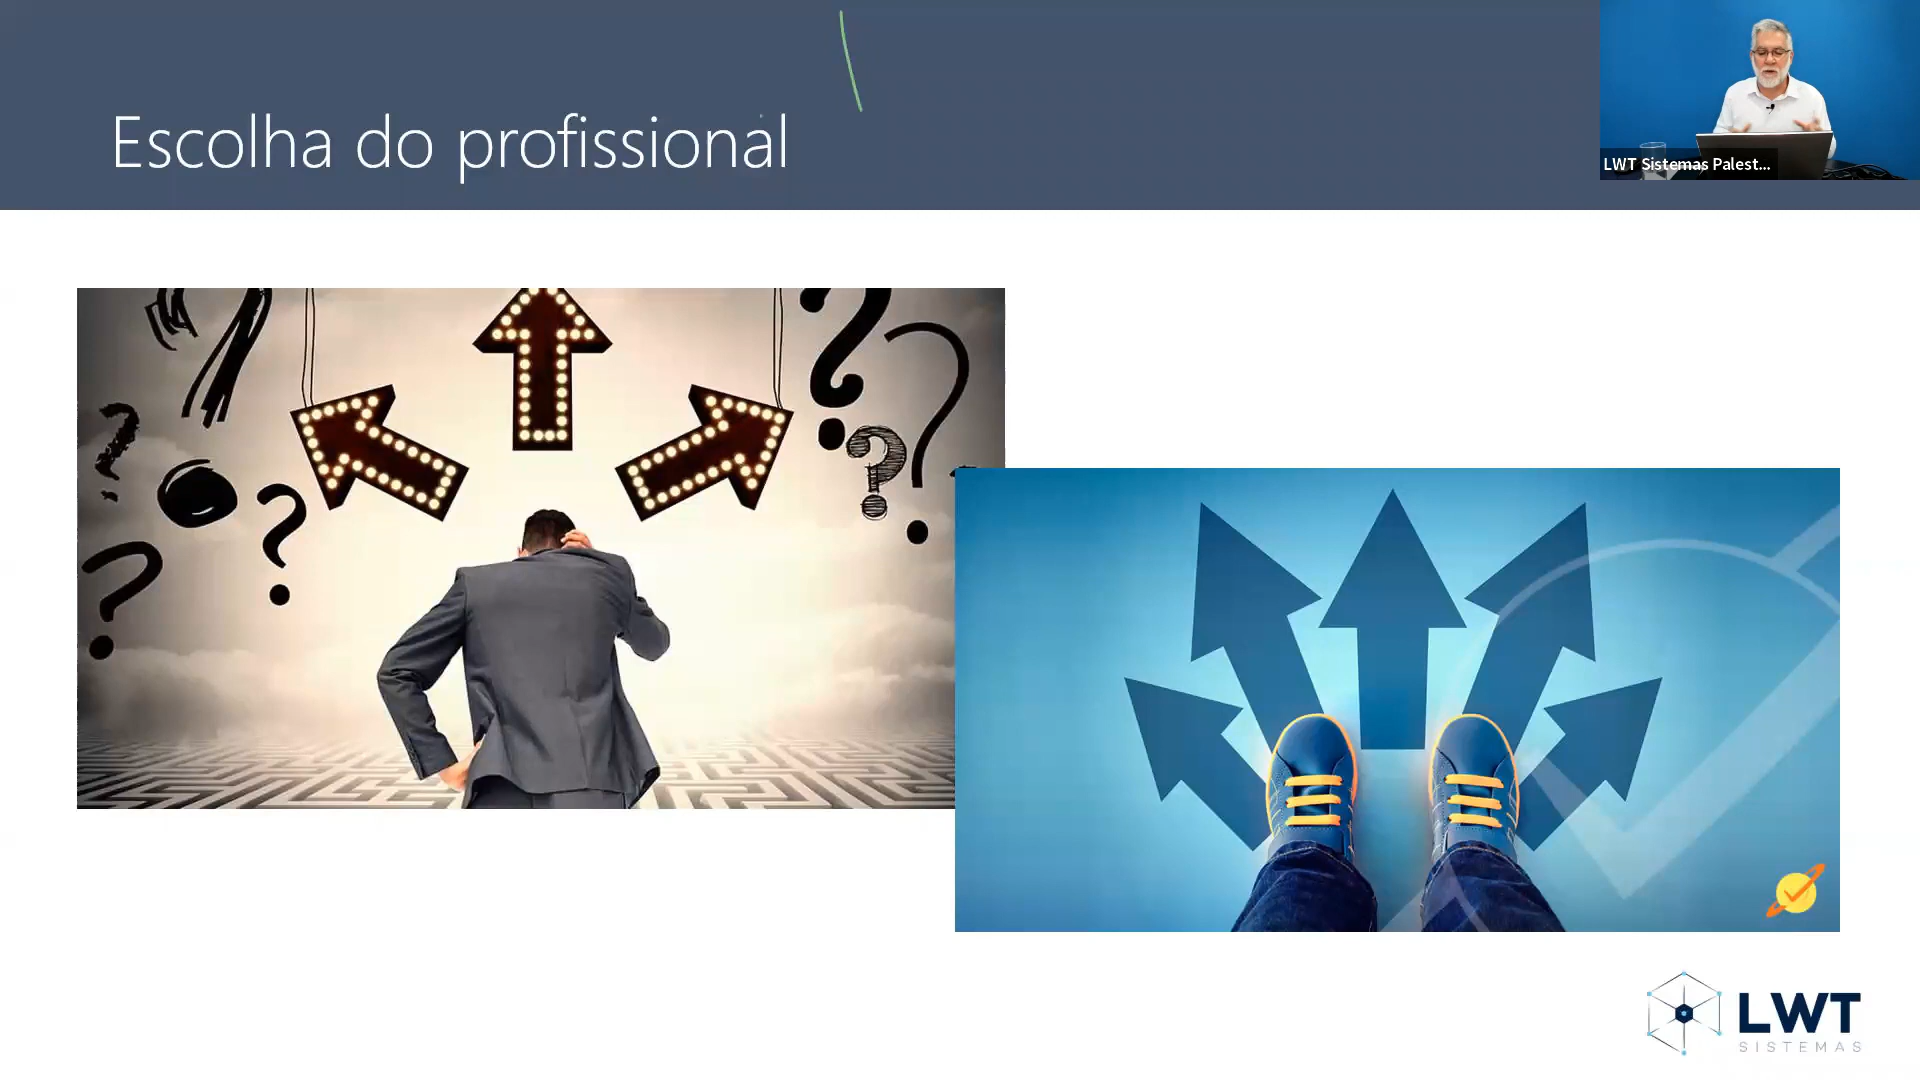 Escolha do profissional
LWT Sistemas Palest...
? ? ? ? ? ?
LWT
SISTEMAS